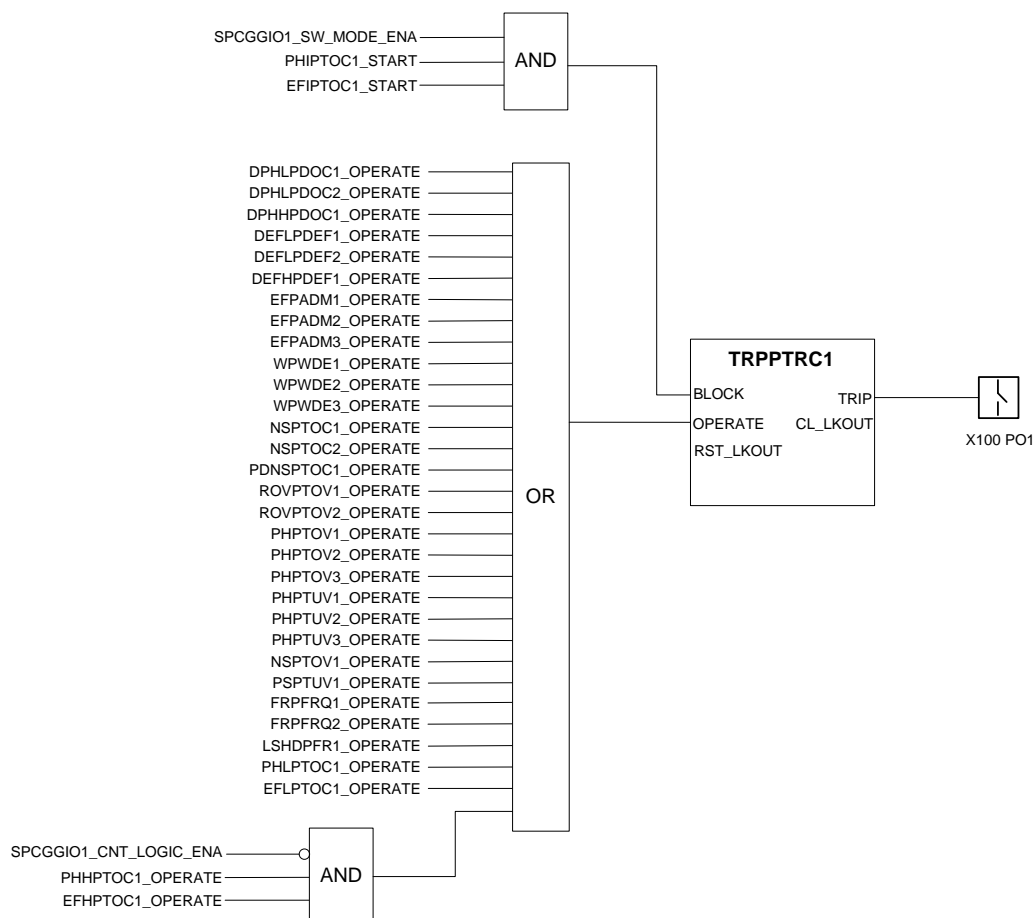 SPCGGIO1_SW_MODE_ENA
PHIPTOC1_START
EFIPTOC1_START
AND
DPHLPDOC1_OPERATE
DPHLPDOC2_OPERATE
DPHHPDOC1_OPERATE
DEFLPDEF1_OPERATE
DEFLPDEF2_OPERATE
DEFHPDEF1_OPERATE
EFPADM1_OPERATE
EFPADM2_OPERATE
EFPADM3_OPERATE
WPWDE1_OPERATE
WPWDE2_OPERATE
WPWDE3_OPERATE
NSPTOC1_OPERATE
NSPTOC2_OPERATE
PDNSPTOC1_OPERATE
ROVPTOV1_OPERATE
ROVPTOV2_OPERATE
PHPTOV1_OPERATE
PHPTOV2_OPERATE
PHPTOV3_OPERATE
PHPTUV1_OPERATE
PHPTUV2_OPERATE
PHPTUV3_OPERATE
NSPTOV1_OPERATE
PSPTUV1_OPERATE
FRPFRQ1_OPERATE
FRPFRQ2_OPERATE
LSHDPFR1_OPERATE
PHLPTOC1_OPERATE
EFLPTOC1_OPERATE
OR
SPCGGIO1_CNT_LOGIC_ENA
PHHPTOC1_OPERATE
EFHPTOC1_OPERATE
AND
TRPPTRC1
BLOCK
OPERATE
RST_LKOUT
TRIP
CL_LKOUT
X100 PO1